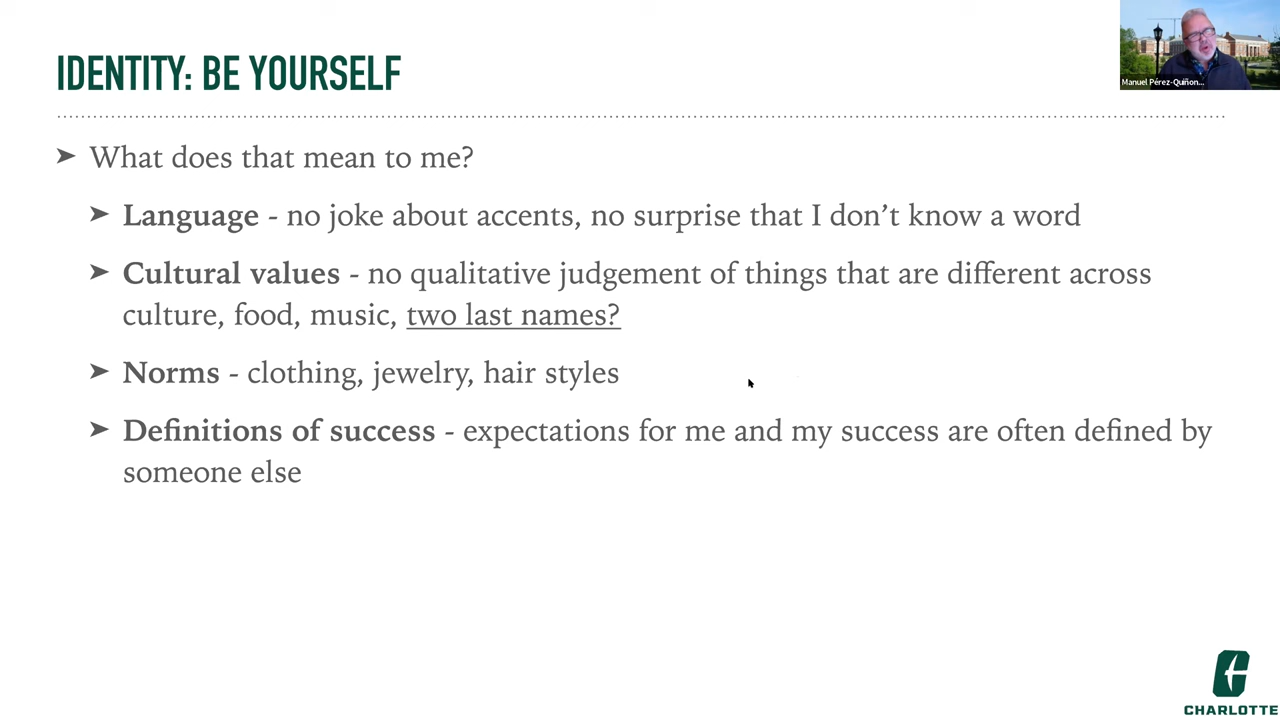 IDENTITY: BE YOURSELF
Manuel Pérez-Quiñon...
➤ What does that mean to me?
➤ Language - no joke about accents, no surprise that I don’t know a word
➤ Cultural values - no qualitative judgement of things that are different across
culture, food, music, two last names?
➤ Norms - clothing, jewelry, hair styles
➤ Definitions of success - expectations for me and my success are often defined by
someone else
CHARLOTTE